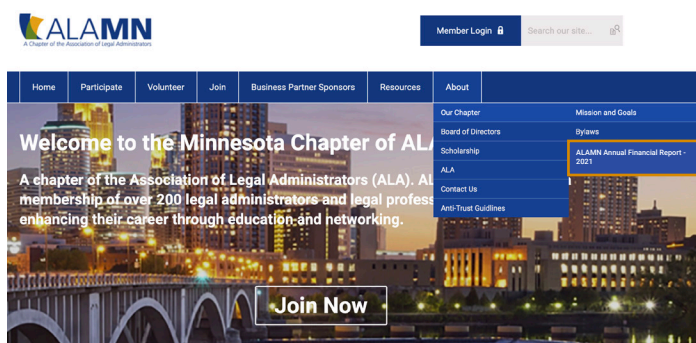 ALAMN
A Chapter of the Association of Legal Administrators
Member Login
Search our site...
Home
Participate
Volunteer
Join
Business Partner Sponsors
Resources
About
Our Chapter
Board of Directors
Scholarship
ALA
Contact Us
Anti-Trust Guidlines
Mission and Goals
Bylaws
ALAMN Annual Financial Report -
2021
Welcome to the Minnesota Chapter of AL
A chapter of the Association of Legal Administrators (ALA). AL
membership of over 200 legal administrators and legal profess
enhancing their career through education and networking.
Join Now